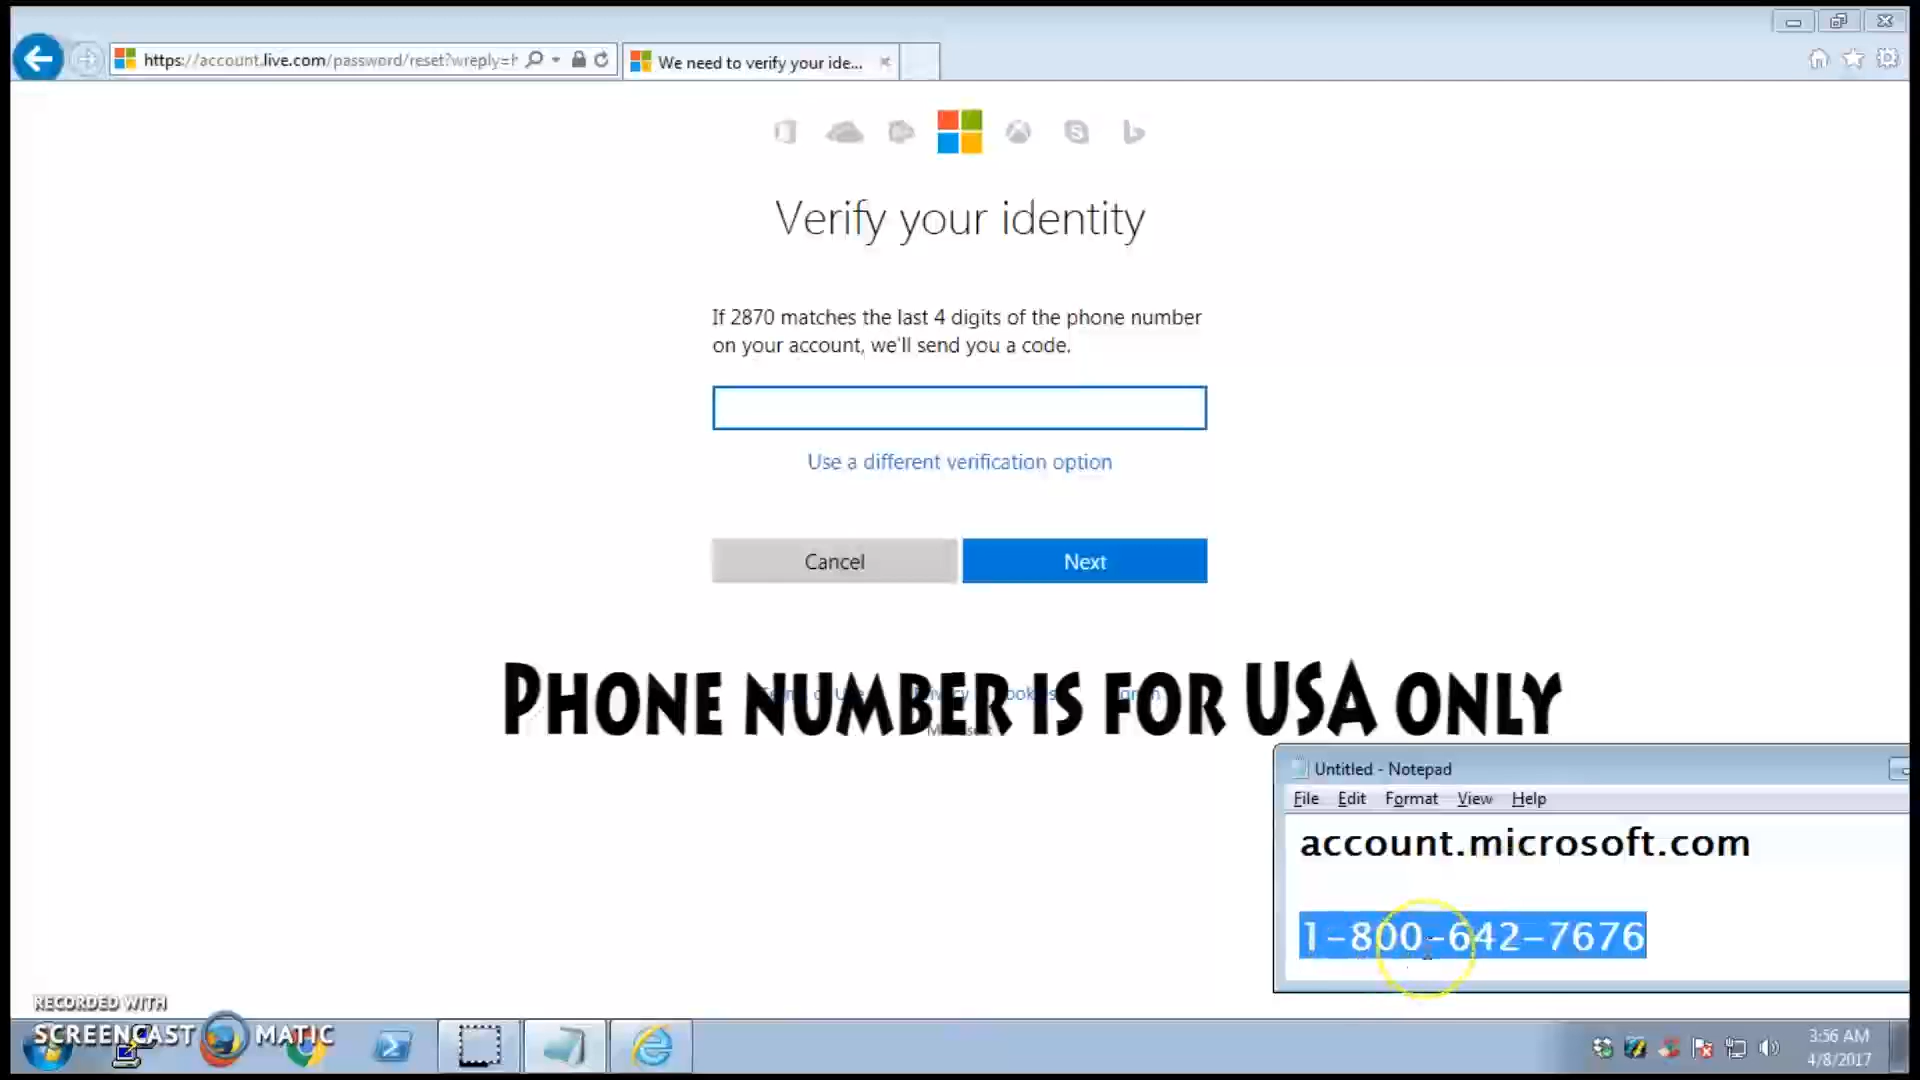 https://account.live.com/password/reset?wreply=
We need to verify your ide...
Verify your identity
If 2870 matches the last 4 digits of the phone number
on your account, we'll send you a code.
Use a different verification option
Cancel
Next
PHONE NUMBER IS FOR USA ONLY
Microsoft
Untitled - Notepad
File Edit Format View Help
account.microsoft.com
1-800-642-7676
RECORDED WITH
SCREENCAST MATIC
3:56 AM
4/8/2017